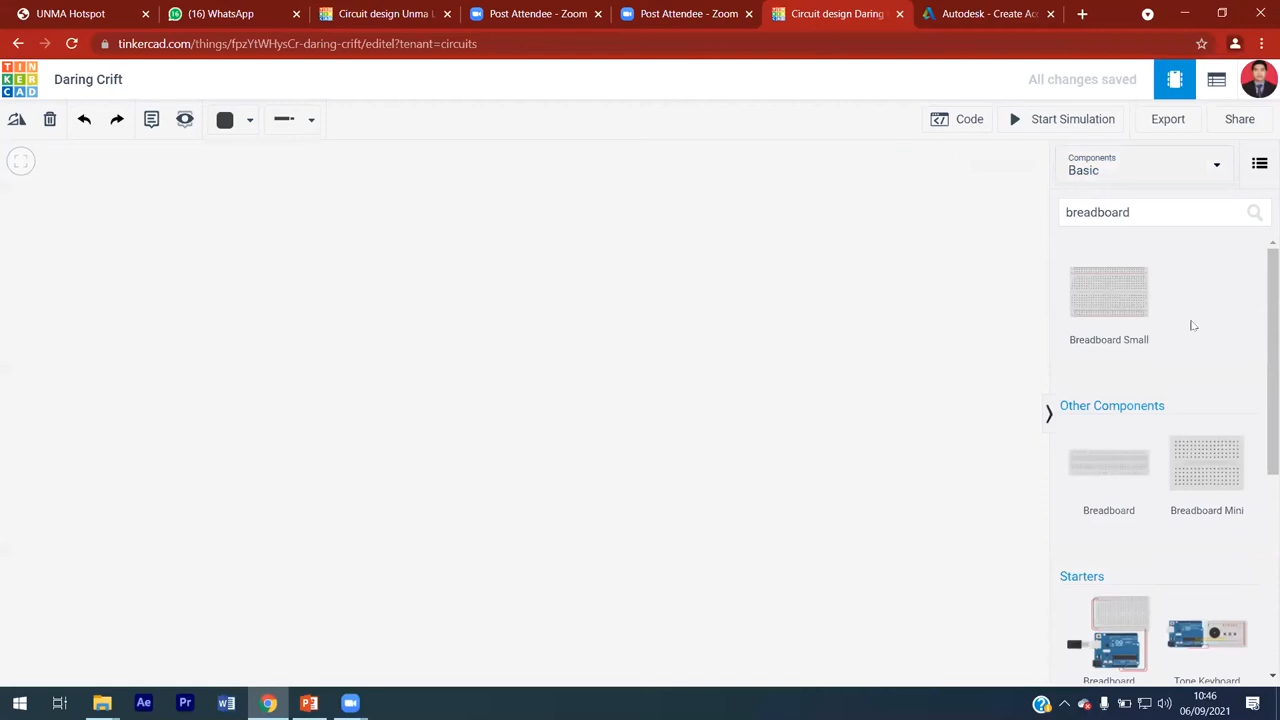 UNMA Hotspot
(16) WhatsApp
Circuit design Unma L
Post Attendee - Zoom
Post Attendee - Zoom
Circuit design Daring
Autodesk - Create Acc
tinkercad.com/things/fpzYtWHysCr-daring-crift/editel?tenant=circuits
TIN
KER
CAD
Daring Crift
All changes saved
Code
Start Simulation
Export
Share
Components
Basic
breadboard
Breadboard Small
Other Components
Breadboard
Breadboard Mini
Starters
Breadboard
Tone Keyboard
Ae
Pr
10:46
06/09/2021